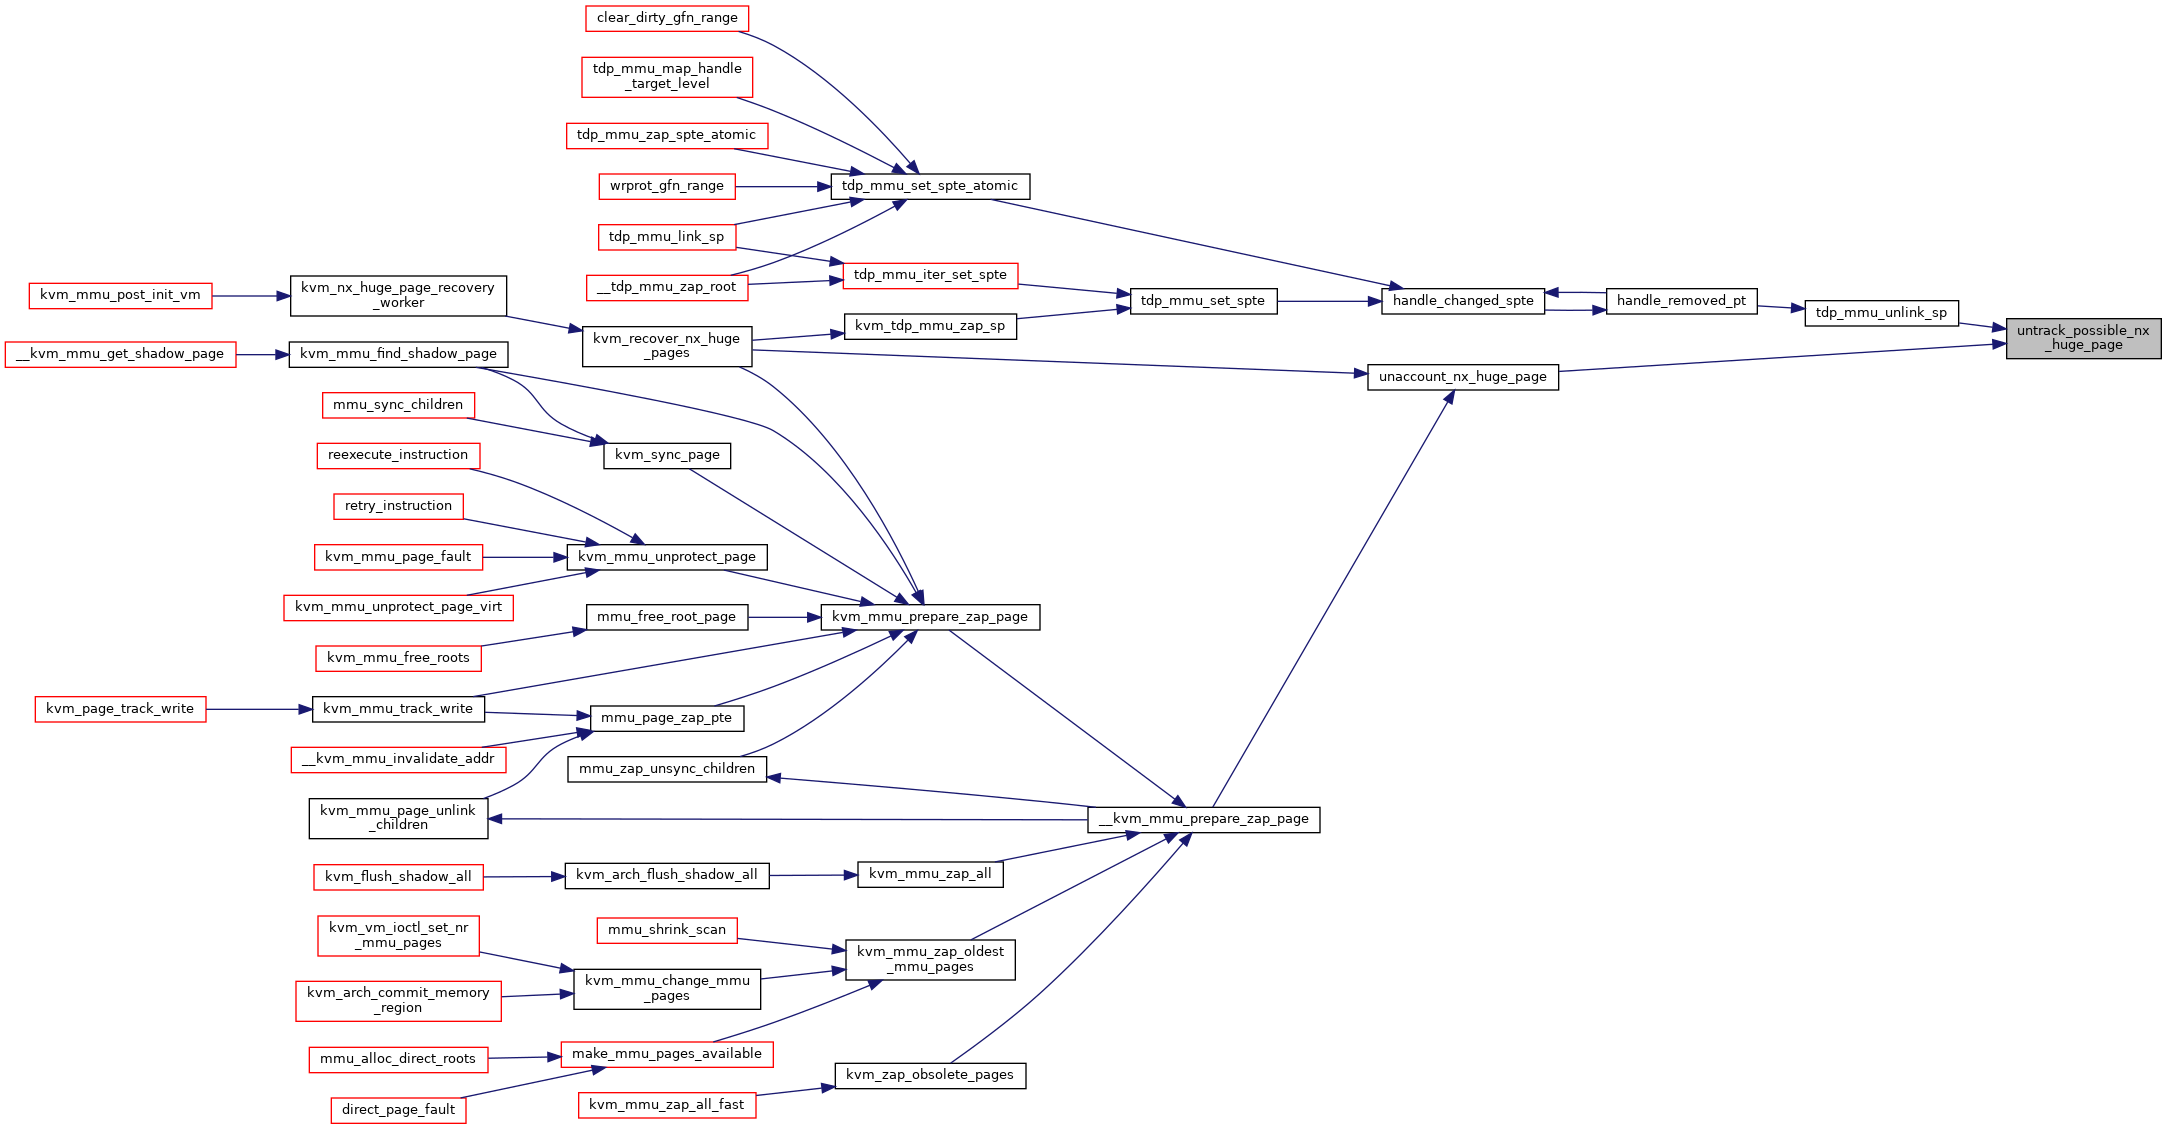 clear_dirty_gfn_range
tdp_mmu_map_handle
_target_level
tdp_mmu_zap_spte_atomic
wrprot_gfn_range
tdp_mmu_set_spte_atomic
tdp_mmu_link_sp
tdp_mmu_iter_set_spte
__tdp_mmu_zap_root
kvm_mmu_post_init_vm
kvm_nx_huge_page_recovery
_worker
tdp_mmu_set_spte
handle_changed_spte
handle_removed_pt
tdp_mmu_unlink_sp
untrack_possible_nx
_huge_page
kvm_tdp_mmu_zap_sp
kvm_recover_nx_huge
_pages
__kvm_mmu_get_shadow_page
kvm_mmu_find_shadow_page
unaccount_nx_huge_page
mmu_sync_children
kvm_sync_page
reexecute_instruction
retry_instruction
kvm_mmu_page_fault
kvm_mmu_unprotect_page
kvm_mmu_unprotect_page_virt
mmu_free_root_page
kvm_mmu_prepare_zap_page
kvm_mmu_free_roots
kvm_page_track_write
kvm_mmu_track_write
mmu_page_zap_pte
__kvm_mmu_invalidate_addr
mmu_zap_unsync_children
kvm_mmu_page_unlink
_children
__kvm_mmu_prepare_zap_page
kvm_flush_shadow_all
kvm_arch_flush_shadow_all
kvm_mmu_zap_all
kvm_vm_ioctl_set_nr
_mmu_pages
mmu_shrink_scan
kvm_mmu_zap_oldest
_mmu_pages
kvm_mmu_change_mmu
_pages
kvm_arch_commit_memory
_region
mmu_alloc_direct_roots
make_mmu_pages_available
kvm_zap_obsolete_pages
direct_page_fault
kvm_mmu_zap_all_fast